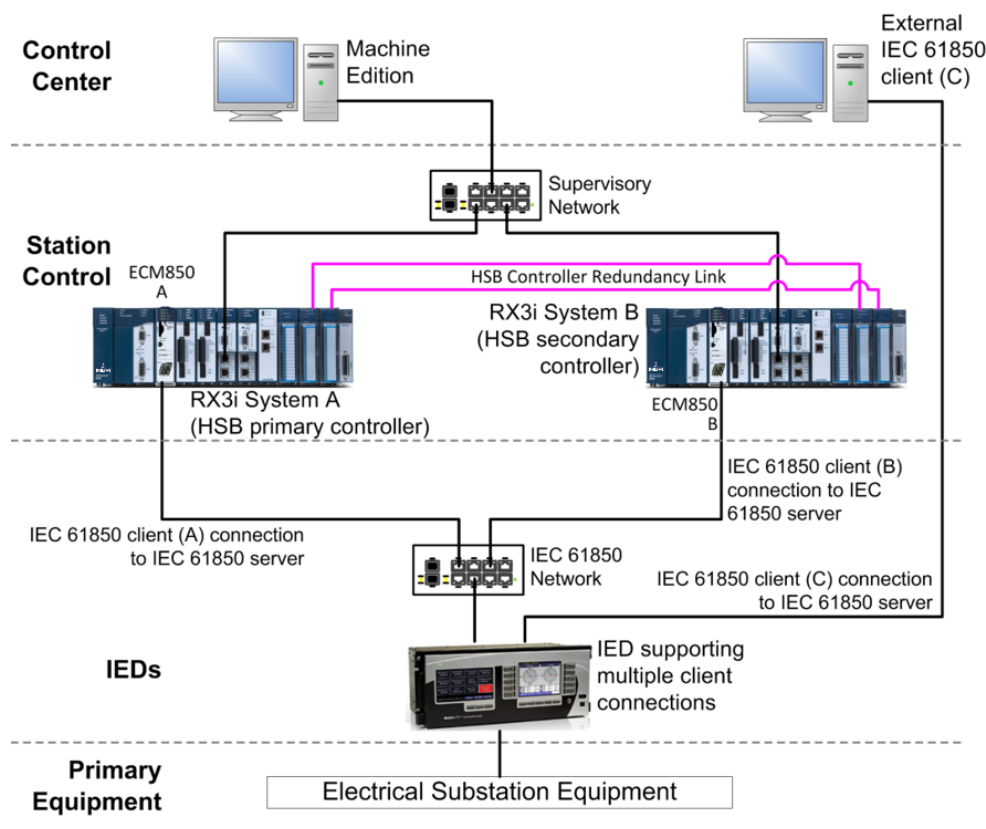 Control
Center
Machine
Edition
External
IEC 61850
client (C)
Supervisory
Network
Station
Control
ECM850
A
HSB Controller Redundancy Link
RX3i System B
(HSB secondary
controller)
RX3i System A
(HSB primary controller)
ECM850
B
IEC 61850 client (B)
connection to IEC
61850 server
IEC 61850 client (A) connection
to IEC 61850 server
IEC 61850
Network
IEC 61850 client (C) connection
to IEC 61850 server
IEDs
IED supporting
multiple client
connections
Primary
Equipment
Electrical Substation Equipment